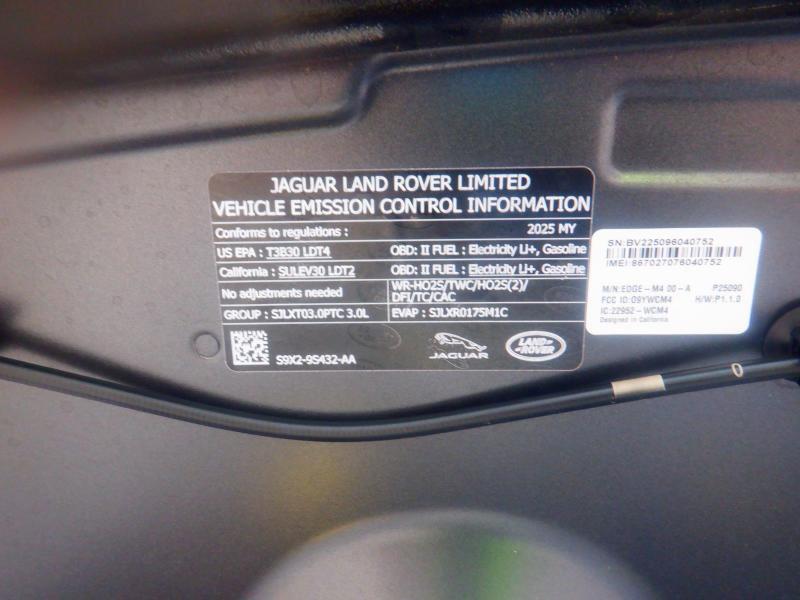 JAGUAR LAND ROVER LIMITED
VEHICLE EMISSION CONTROL INFORMATION
Conforms to regulations : 2025 MY
US EPA : T3B30 LDT4 OBD: II FUEL : Electricity Li+, Gasoline
California : SULEV30 LDT2 OBD: II FUEL : Electricity Li+, Gasoline
No adjustments needed
WR-HO2S/TWC/HO2S(2)/
DFI/TC/CAC
GROUP : SJLXT03.0PTC 3.0L EVAP : SJLXR0175M1C
S9X2-9S432-AA
JAGUAR
LAND
ROVER
SN:BV225096040752
IMEI:867027076040752
M/N:EDGE-M4 00-A P25090
FCC ID:09YWCM4 H/W:P1.1.0
IC:22952-WCM4
Designed in California
0